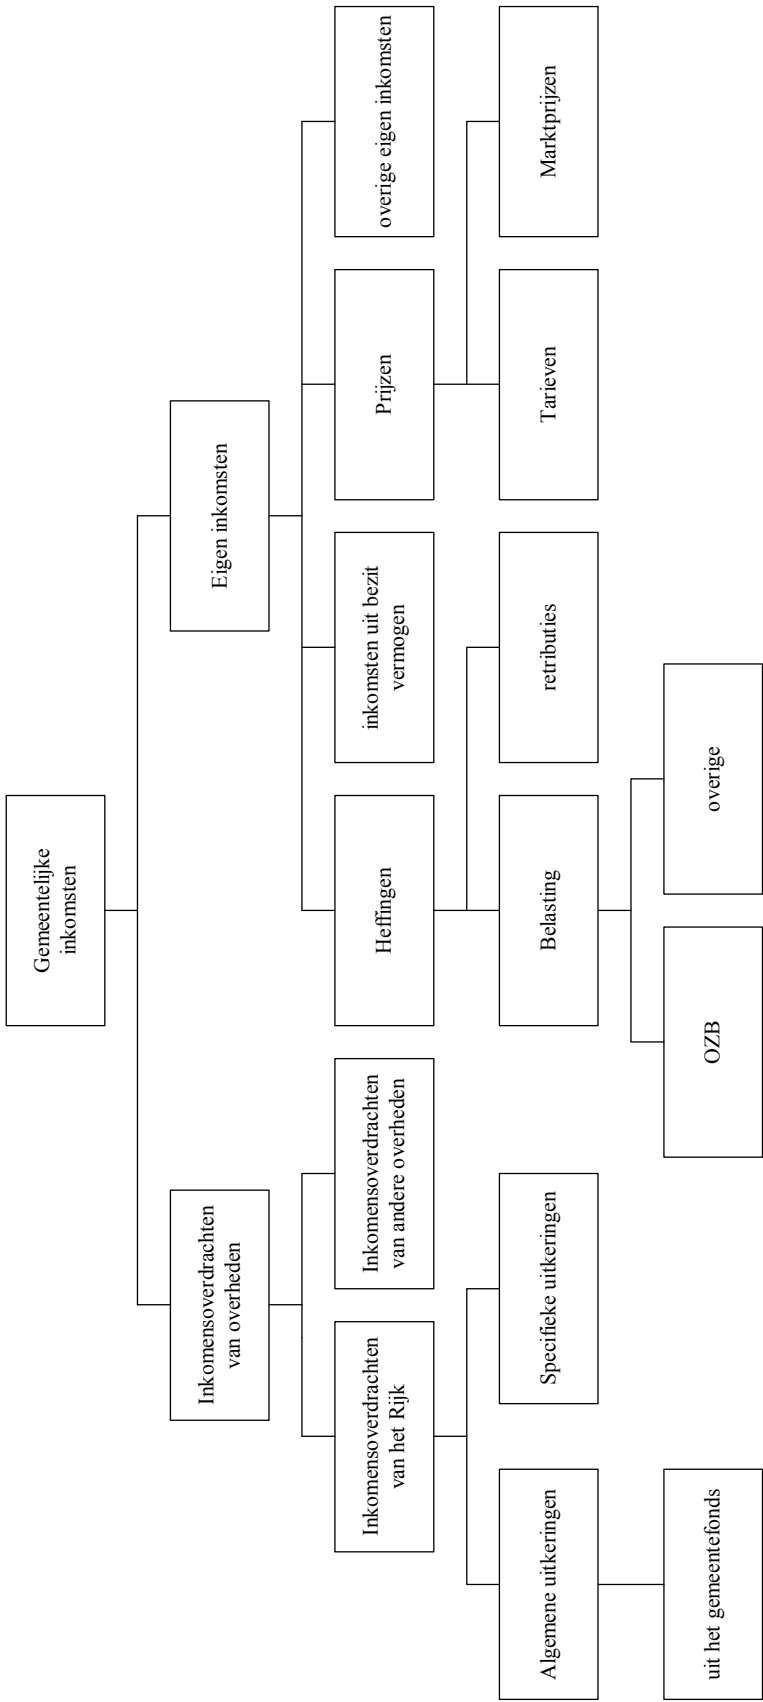 Gemeentelijke
inkomsten
Inkomensoverdrachten
van overheden
Eigen inkomsten
Inkomensoverdrachten
van het Rijk
Inkomensoverdrachten
van andere overheden
Heffingen
inkomsten uit bezit
vermogen
Prijzen
overige eigen inkomsten
Algemene uitkeringen
Specifieke uitkeringen
Belasting
retributies
Tarieven
Marktprijzen
uit het gemeentefonds
OZB
overige